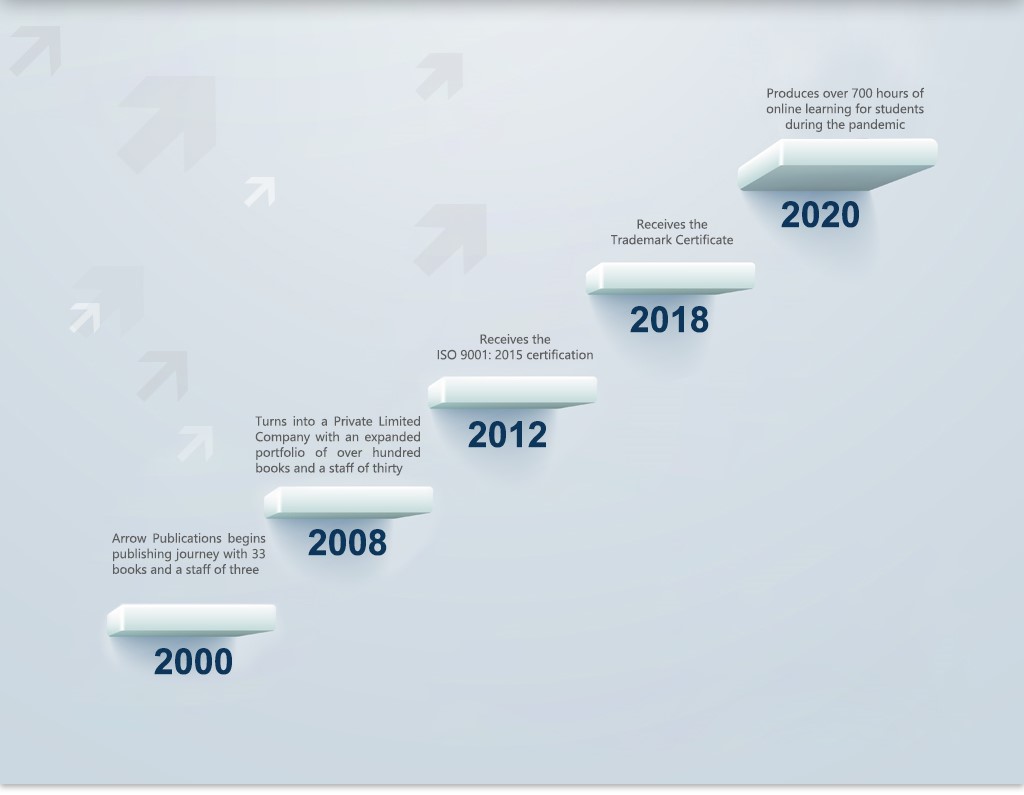 Produces over 700 hours of
online learning for students
during the pandemic
2020
Receives the
Trademark Certificate
2018
Receives the
ISO 9001: 2015 certification
2012
Turns into a Private Limited
Company with an expanded
portfolio of over hundred
books and a staff of thirty
2008
Arrow Publications begins
publishing journey with 33
books and a staff of three
2000